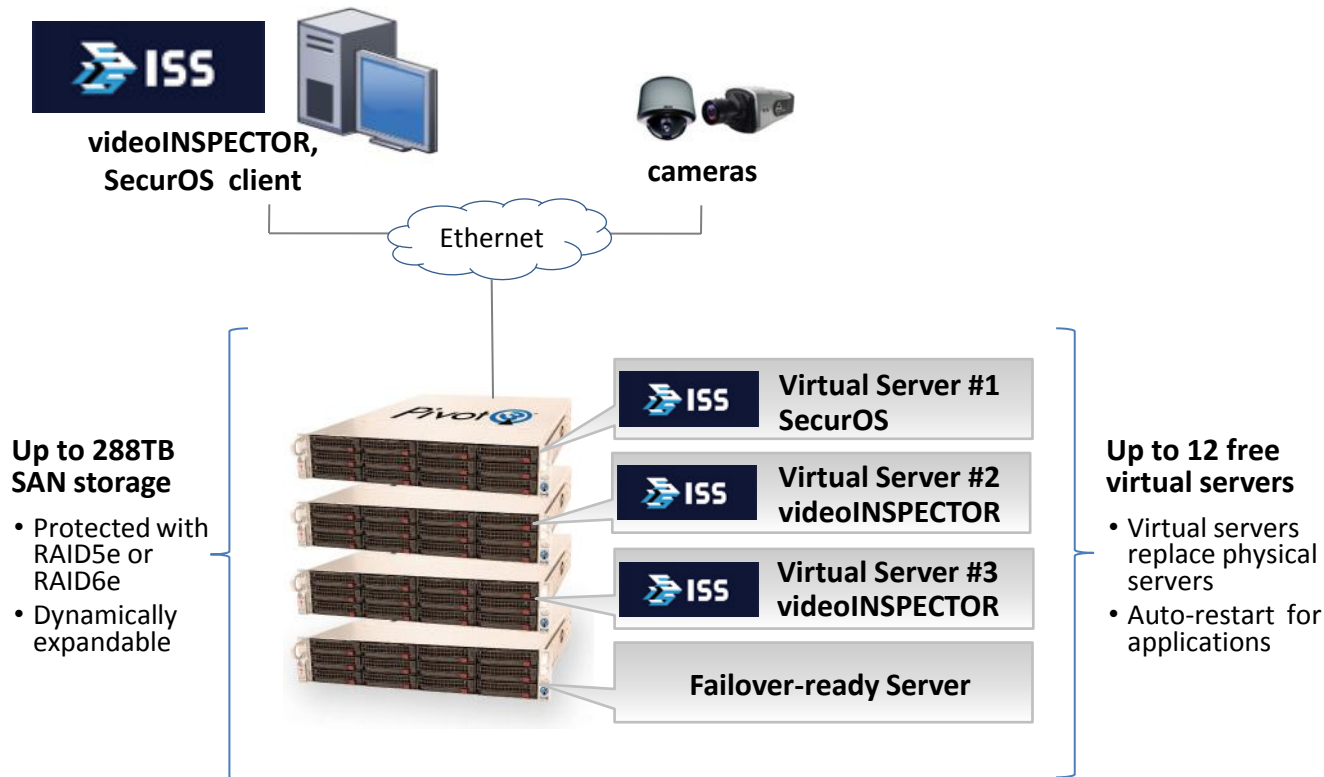 ISS
videoINSPECTOR,
SecurOS client
cameras
Ethernet
Pivot3
Up to 288TB
SAN storage
• Protected with
RAID5e or
RAID6e
• Dynamically
expandable
ISS
Virtual Server #1
SecurOS
ISS
Virtual Server #2
videoINSPECTOR
ISS
Virtual Server #3
videoINSPECTOR
Failover-ready Server
Up to 12 free
virtual servers
• Virtual servers
replace physical
servers
• Auto-restart for
applications